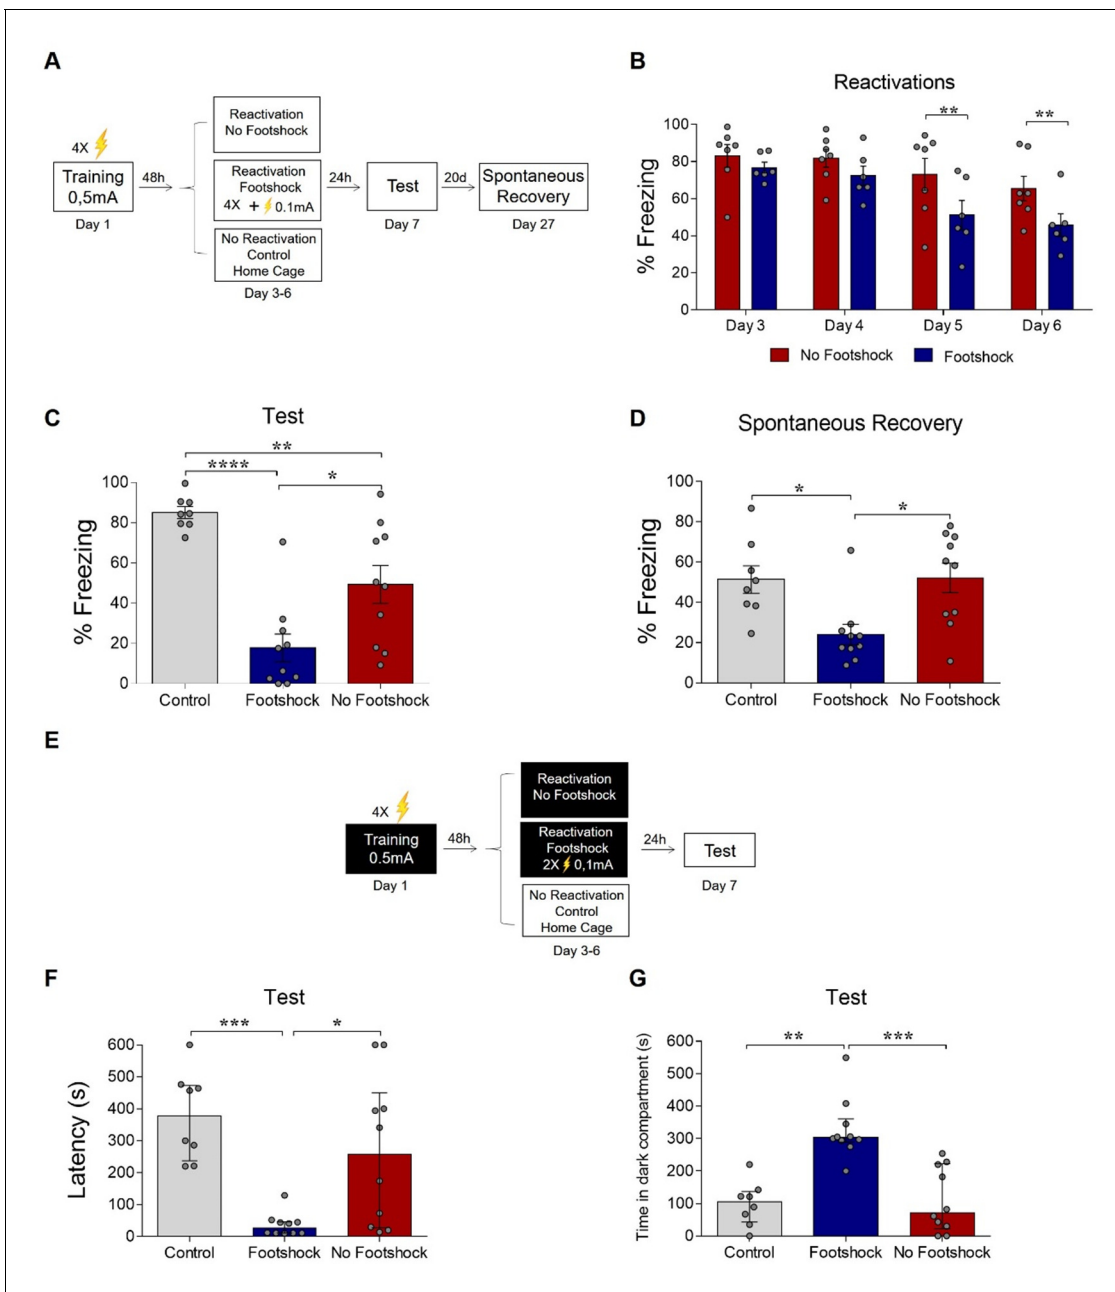 A
4X
Training
0,5mA
Day 1
48h
Reactivation
No Footshock
Reactivation
Footshock
4X + 0.1mA
No Reactivation
Control
Home Cage
Day 3-6
24h
Test
Day 7
20d
Spontaneous
Recovery
Day 27
B
Reactivations
** **
% Freezing
100
80
60
40
20
0
Day 3 Day 4 Day 5 Day 6
No Footshock Footshock
C
Test
**
****
*
% Freezing
100
80
60
40
20
0
Control Footshock No Footshock
D
Spontaneous Recovery
*
*
% Freezing
100
80
60
40
20
0
Control Footshock No Footshock
E
4X
Training
0.5mA
Day 1
48h
Reactivation
No Footshock
Reactivation
Footshock
2X 0,1mA
No Reactivation
Control
Home Cage
Day 3-6
24h
Test
Day 7
F
Test
*** *
Latency (s)
600
500
400
300
200
100
0
Control Footshock No Footshock
G
Test
** ***
Time in dark compartment (s)
600
500
400
300
200
100
0
Control Footshock No Footshock